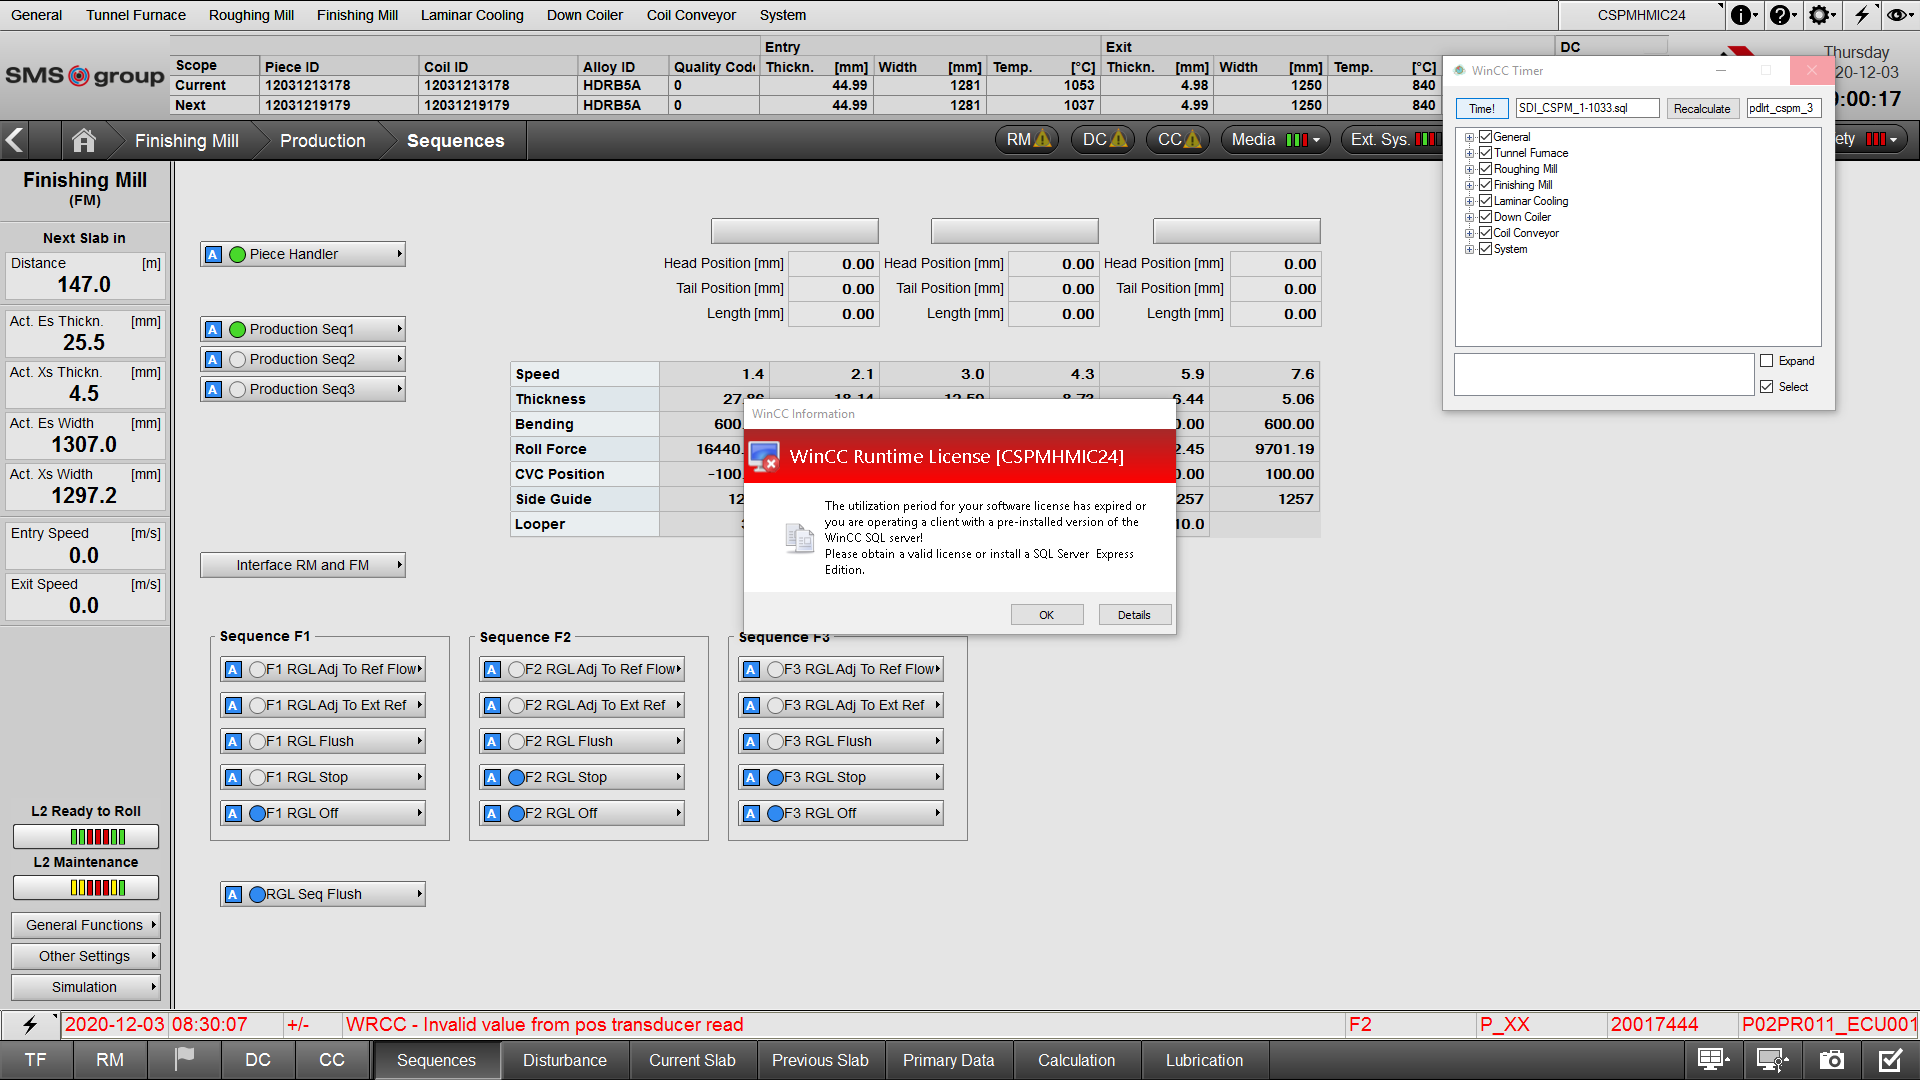 General Tunnel Furnace Roughing Mill Finishing Mill Laminar Cooling Down Coiler Coil Conveyor System CSPMHMIC24
SMS group
Entry Exit DC
Scope Piece ID Coil ID Alloy ID Quality Code Thickn. [mm] Width [mm] Temp. [°C] Thickn. [mm] Width [mm] Temp. [°C]
Current 12031213178 12031213178 HDRB5A 0 44.99 1281 1053 4.98 1250 840
Next 12031219179 12031219179 HDRB5A 0 44.99 1281 1037 4.99 1250 840
Thursday
20-12-03
:00:17
Finishing Mill Production Sequences RM DC CC Media Ext. Sys. ety
WinCC Timer
Time! SDI_CSPM_1-1033.sql Recalculate pdlrt_cspm_3
General
Tunnel Furnace
Roughing Mill
Finishing Mill
Laminar Cooling
Down Coiler
Coil Conveyor
System
Expand
Select
Finishing Mill
(FM)
Next Slab in
Distance [m]
147.0
Act. Es Thickn. [mm]
25.5
Act. Xs Thickn. [mm]
4.5
Act. Es Width [mm]
1307.0
Act. Xs Width [mm]
1297.2
Entry Speed [m/s]
0.0
Exit Speed [m/s]
0.0
L2 Ready to Roll
L2 Maintenance
General Functions
Other Settings
Simulation
A Piece Handler
A Production Seq1
A Production Seq2
A Production Seq3
Interface RM and FM
Head Position [mm] 0.00 Head Position [mm] 0.00 Head Position [mm] 0.00
Tail Position [mm] 0.00 Tail Position [mm] 0.00 Tail Position [mm] 0.00
Length [mm] 0.00 Length [mm] 0.00 Length [mm] 0.00
Speed 1.4 2.1 3.0 4.3 5.9 7.6
Thickness 27.86 18.14 12.59 8.73 6.44 5.06
Bending 600. 0.00 600.00
Roll Force 16440. 2.45 9701.19
CVC Position -100. 0.00 100.00
Side Guide 12 257 1257
Looper 10.0
WinCC Information
WinCC Runtime License [CSPMHMIC24]
The utilization period for your software license has expired or
you are operating a client with a pre-installed version of the
WinCC SQL server!
Please obtain a valid license or install a SQL Server Express
Edition.
OK Details
Sequence F1 Sequence F2 Sequence F3
A F1 RGL Adj To Ref Flow A F2 RGL Adj To Ref Flow A F3 RGL Adj To Ref Flow
A F1 RGL Adj To Ext Ref A F2 RGL Adj To Ext Ref A F3 RGL Adj To Ext Ref
A F1 RGL Flush A F2 RGL Flush A F3 RGL Flush
A F1 RGL Stop A F2 RGL Stop A F3 RGL Stop
A F1 RGL Off A F2 RGL Off A F3 RGL Off
A RGL Seq Flush
2020-12-03 08:30:07 +/- WRCC - Invalid value from pos transducer read F2 P_XX 20017444 P02PR011_ECU001
TF RM DC CC Sequences Disturbance Current Slab Previous Slab Primary Data Calculation Lubrication